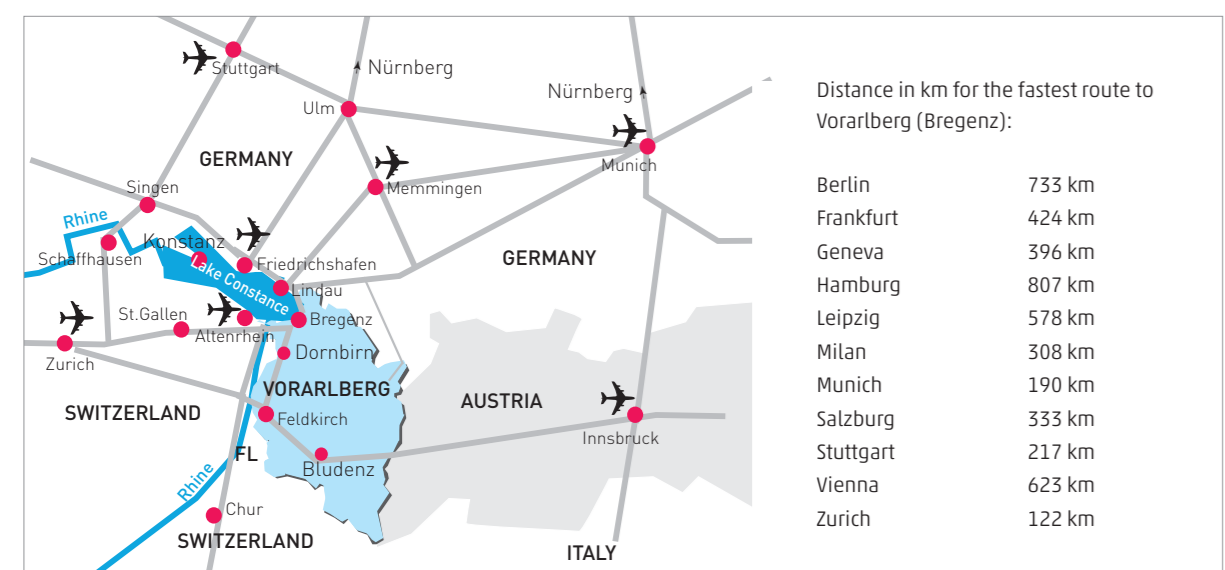 Stuttgart
Nürnberg
Ulm
Nürnberg
Munich
GERMANY
Memmingen
Singen
Rhine
Konstanz
Schaffhausen
Friedrichshafen
GERMANY
Lake Constance
Lindau
St.Gallen
Altenrhein
Bregenz
Zurich
Dornbirn
VORARLBERG
SWITZERLAND
AUSTRIA
Feldkirch
Innsbruck
FL
Bludenz
Rhine
Chur
SWITZERLAND
ITALY
Distance in km for the fastest route to
Vorarlberg (Bregenz):
Berlin 733 km
Frankfurt 424 km
Geneva 396 km
Hamburg 807 km
Leipzig 578 km
Milan 308 km
Munich 190 km
Salzburg 333 km
Stuttgart 217 km
Vienna 623 km
Zurich 122 km